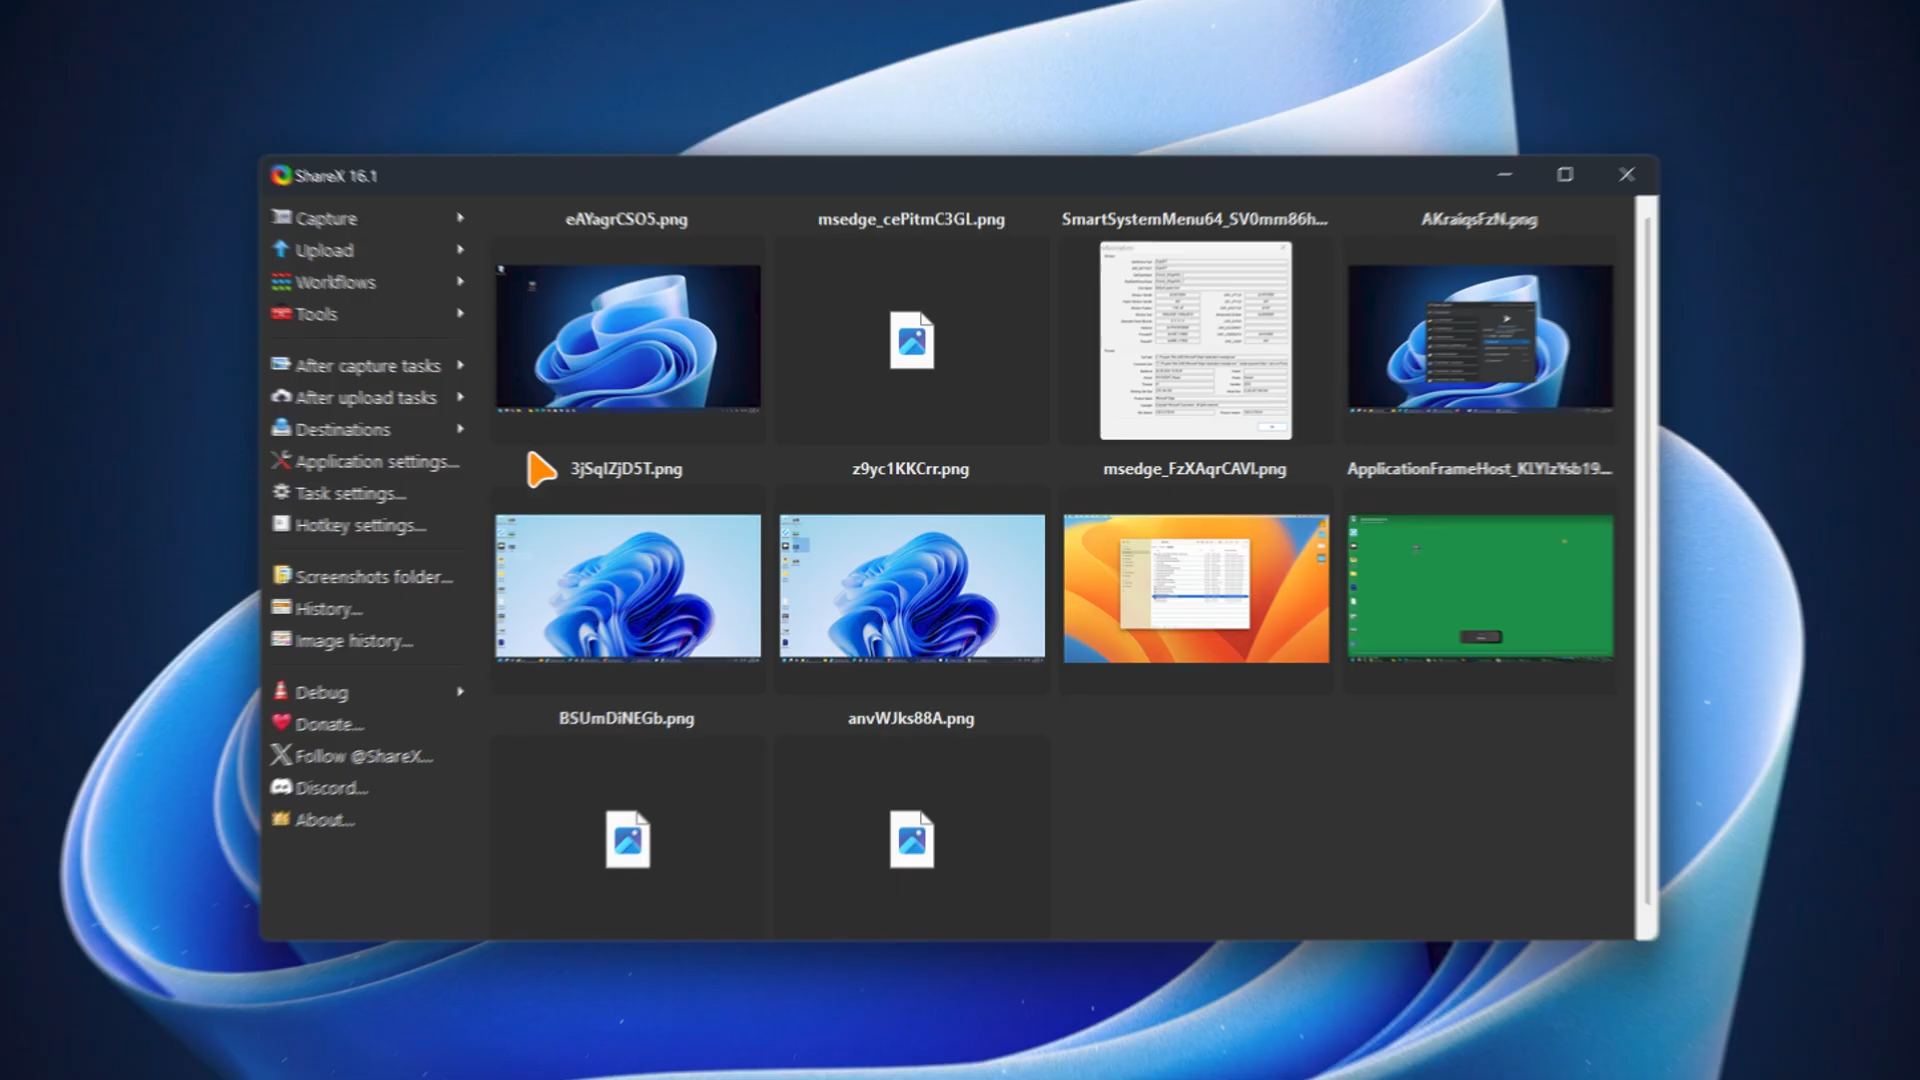 ShareX 16.1
Capture
Upload
Workflows
Tools
After capture tasks
After upload tasks
Destinations
Application settings...
Task settings...
Hotkey settings...
Screenshots folder...
History...
Image history...
Debug
Donate...
Follow @ShareX...
Discord...
About...
eAYagrCSO5.png
msedge_cePitmC3GL.png
SmartSystemMenu64_SV0mm86h...
AKraiqsFzN.png
3jSqIZjD5T.png
z9yc1KKCrr.png
msedge_FzXAqrCAVl.png
ApplicationFrameHost_KLYIzYsb19...
BSUmDiNEGb.png
anvWJks88A.png